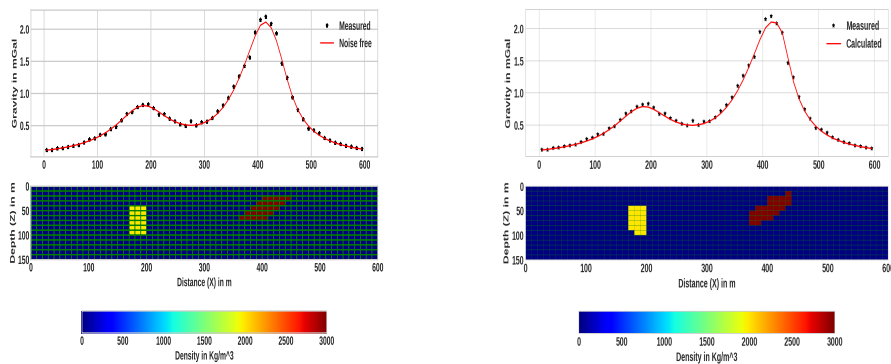 Gravity in mGal
2.0
1.5
1.0
0.5
Measured
Noise free
0 100 200 300 400 500 600
Depth (Z) in m
0
50
100
150
0 100 200 300 400 500 600
Distance (X) in m
0 500 1000 1500 2000 2500 3000
Density in Kg/m^3
Gravity in mGal
2.0
1.5
1.0
0.5
Measured
Calculated
0 100 200 300 400 500 600
Depth (Z) in m
0
50
100
150
0 100 200 300 400 500 60
Distance (X) in m
0 500 1000 1500 2000 2500 3000
Density in Kg/m^3